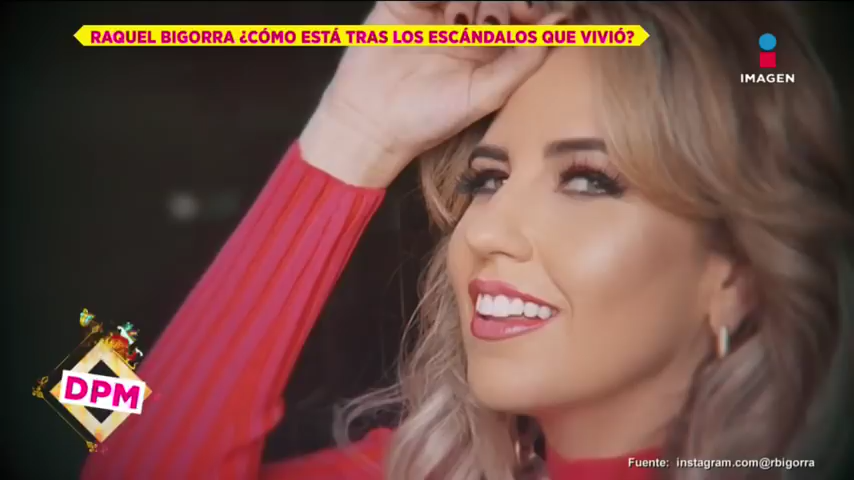 RAQUEL BIGORRA ¿CÓMO ESTÁ TRAS LOS ESCÁNDALOS QUE VIVIÓ?
IMAGEN
DPM
Fuente: instagram.com@rbigorra